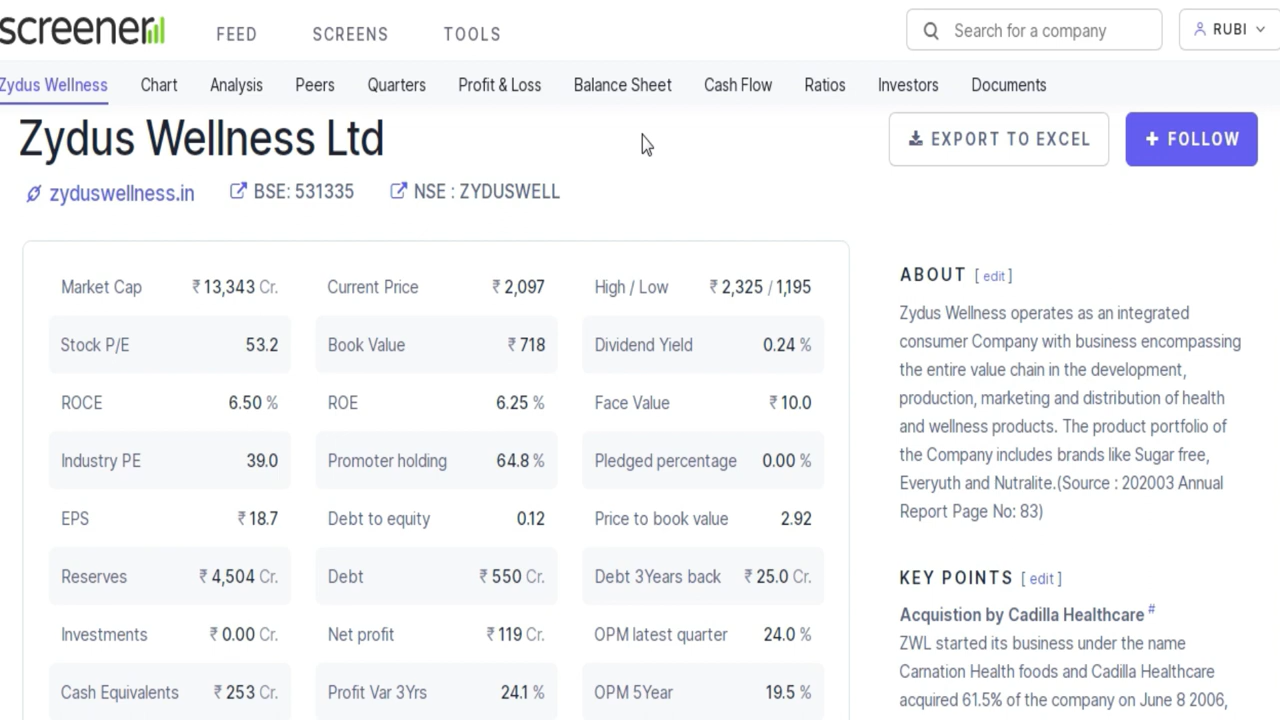 screener
FEED SCREENS TOOLS
Search for a company
RUBI
Zydus Wellness Chart Analysis Peers Quarters Profit & Loss Balance Sheet Cash Flow Ratios Investors Documents
Zydus Wellness Ltd
EXPORT TO EXCEL
+ FOLLOW
zyduswellness.in BSE: 531335 NSE : ZYDUSWELL
Market Cap ₹ 13,343 Cr. Current Price ₹ 2,097 High / Low ₹ 2,325 / 1,195
Stock P/E 53.2 Book Value ₹ 718 Dividend Yield 0.24 %
ROCE 6.50 % ROE 6.25 % Face Value ₹ 10.0
Industry PE 39.0 Promoter holding 64.8 % Pledged percentage 0.00 %
EPS ₹ 18.7 Debt to equity 0.12 Price to book value 2.92
Reserves ₹ 4,504 Cr. Debt ₹ 550 Cr. Debt 3Years back ₹ 25.0 Cr.
Investments ₹ 0.00 Cr. Net profit ₹ 119 Cr. OPM latest quarter 24.0 %
Cash Equivalents ₹ 253 Cr. Profit Var 3Yrs 24.1 % OPM 5Year 19.5 %
ABOUT [ edit ]
Zydus Wellness operates as an integrated
consumer Company with business encompassing
the entire value chain in the development,
production, marketing and distribution of health
and wellness products. The product portfolio of
the Company includes brands like Sugar free,
Everyuth and Nutralite.(Source : 202003 Annual
Report Page No: 83)
KEY POINTS [ edit ]
Acquistion by Cadilla Healthcare #
ZWL started its business under the name
Carnation Health foods and Cadilla Healthcare
acquired 61.5% of the company on June 8 2006,